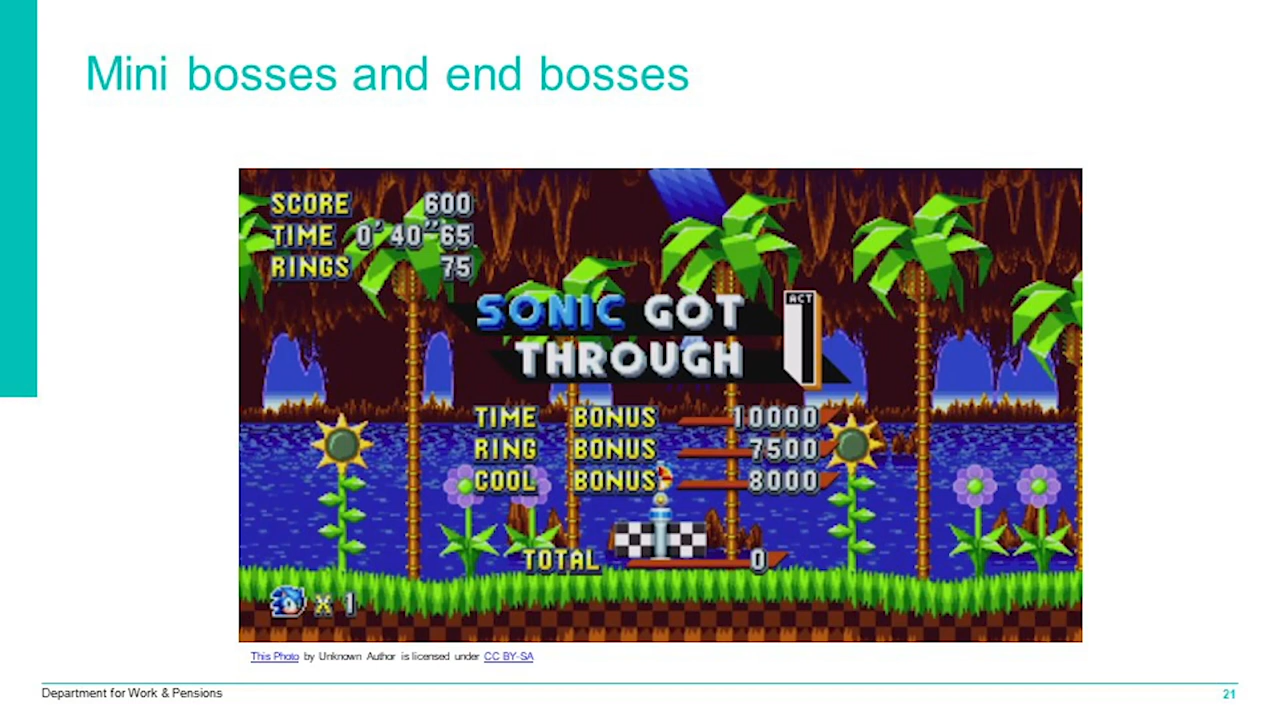 Mini bosses and end bosses
SCORE 600
TIME 0'40"65
RINGS 75
SONIC GOT
THROUGH
ACT 1
TIME BONUS 10000
RING BONUS 7500
COOL BONUS 8000
TOTAL 0
x 1
This Photo by Unknown Author is licensed under CC BY-SA
Department for Work & Pensions
21